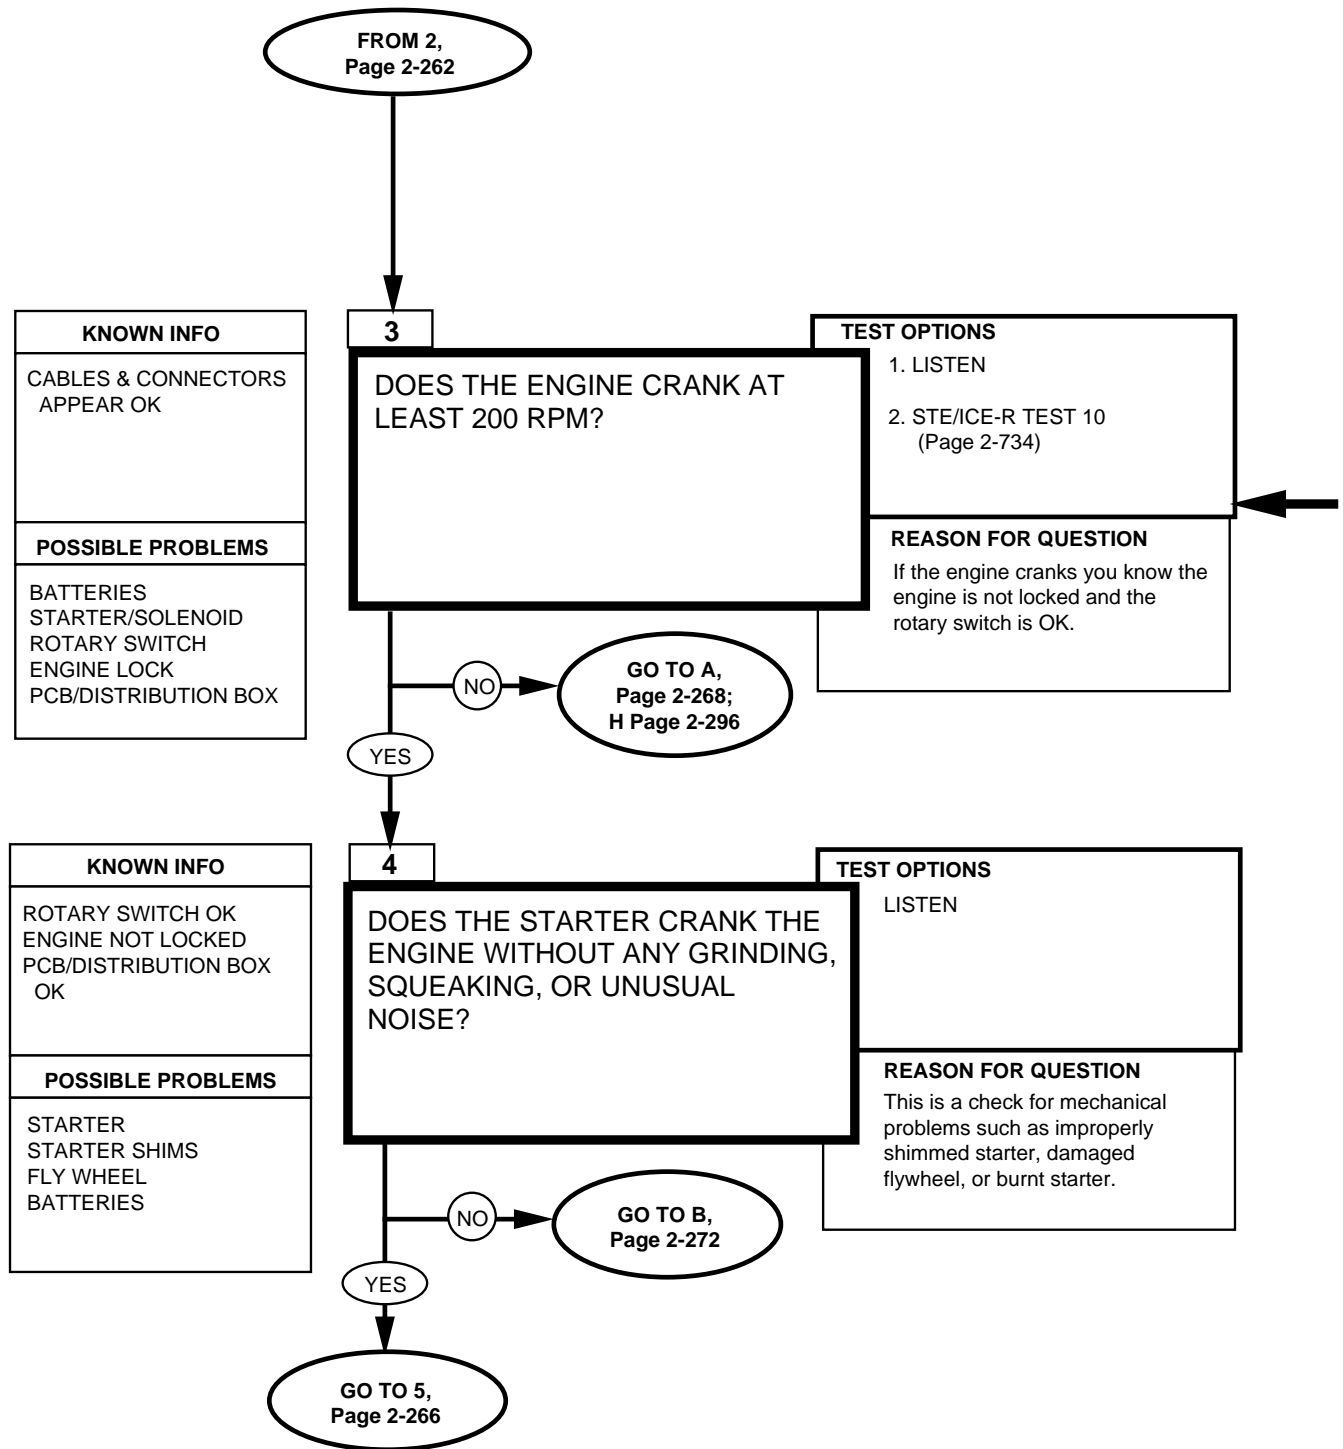 FROM 2,
Page 2-262
KNOWN INFO
CABLES & CONNECTORS
APPEAR OK
POSSIBLE PROBLEMS
BATTERIES
STARTER/SOLENOID
ROTARY SWITCH
ENGINE LOCK
PCB/DISTRIBUTION BOX
3
DOES THE ENGINE CRANK AT
LEAST 200 RPM?
TEST OPTIONS
1. LISTEN
2. STE/ICE-R TEST 10
(Page 2-734)
REASON FOR QUESTION
If the engine cranks you know the
engine is not locked and the
rotary switch is OK.
NO
GO TO A,
Page 2-268;
H Page 2-296
YES
KNOWN INFO
ROTARY SWITCH OK
ENGINE NOT LOCKED
PCB/DISTRIBUTION BOX
OK
POSSIBLE PROBLEMS
STARTER
STARTER SHIMS
FLY WHEEL
BATTERIES
4
DOES THE STARTER CRANK THE
ENGINE WITHOUT ANY GRINDING,
SQUEAKING, OR UNUSUAL
NOISE?
TEST OPTIONS
LISTEN
REASON FOR QUESTION
This is a check for mechanical
problems such as improperly
shimmed starter, damaged
flywheel, or burnt starter.
NO
GO TO B,
Page 2-272
YES
GO TO 5,
Page 2-266